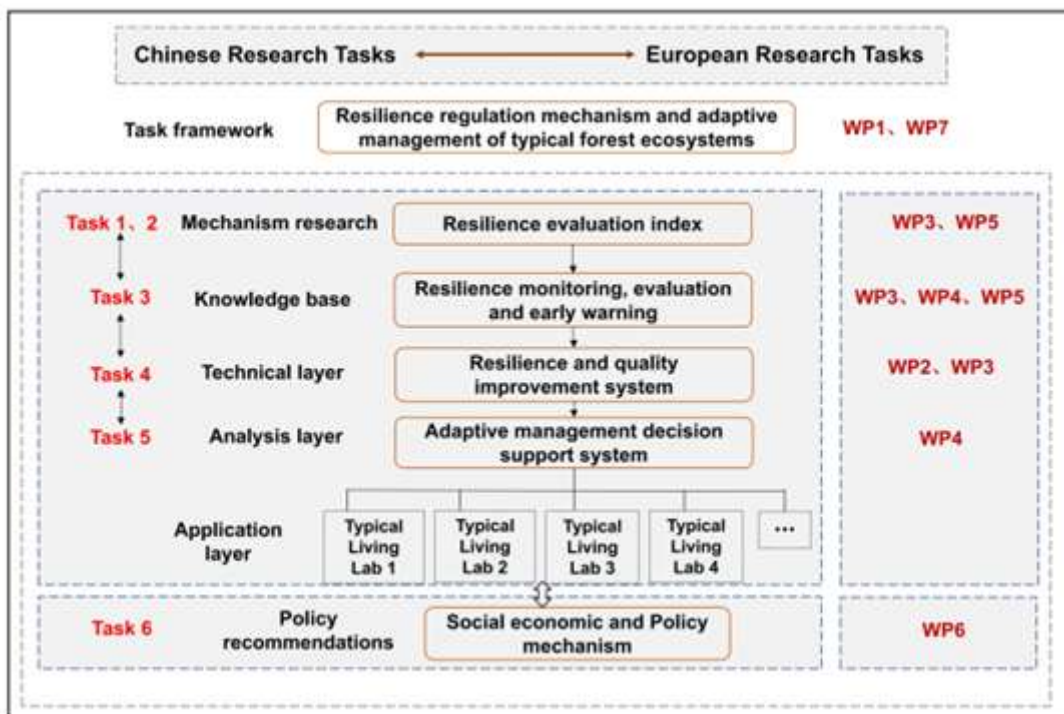 Chinese Research Tasks
European Research Tasks
Task framework
Resilience regulation mechanism and adaptive
management of typical forest ecosystems
WP1、WP7
Task 1、2
Mechanism research
Resilience evaluation index
WP3、WP5
Task 3
Knowledge base
Resilience monitoring, evaluation
and early warning
WP3、WP4、WP5
Task 4
Technical layer
Resilience and quality
improvement system
WP2、WP3
Task 5
Analysis layer
Adaptive management decision
support system
WP4
Application
layer
Typical
Living
Lab 1
Typical
Living
Lab 2
Typical
Living
Lab 3
Typical
Living
Lab 4
...
Task 6
Policy
recommendations
Social economic and Policy
mechanism
WP6